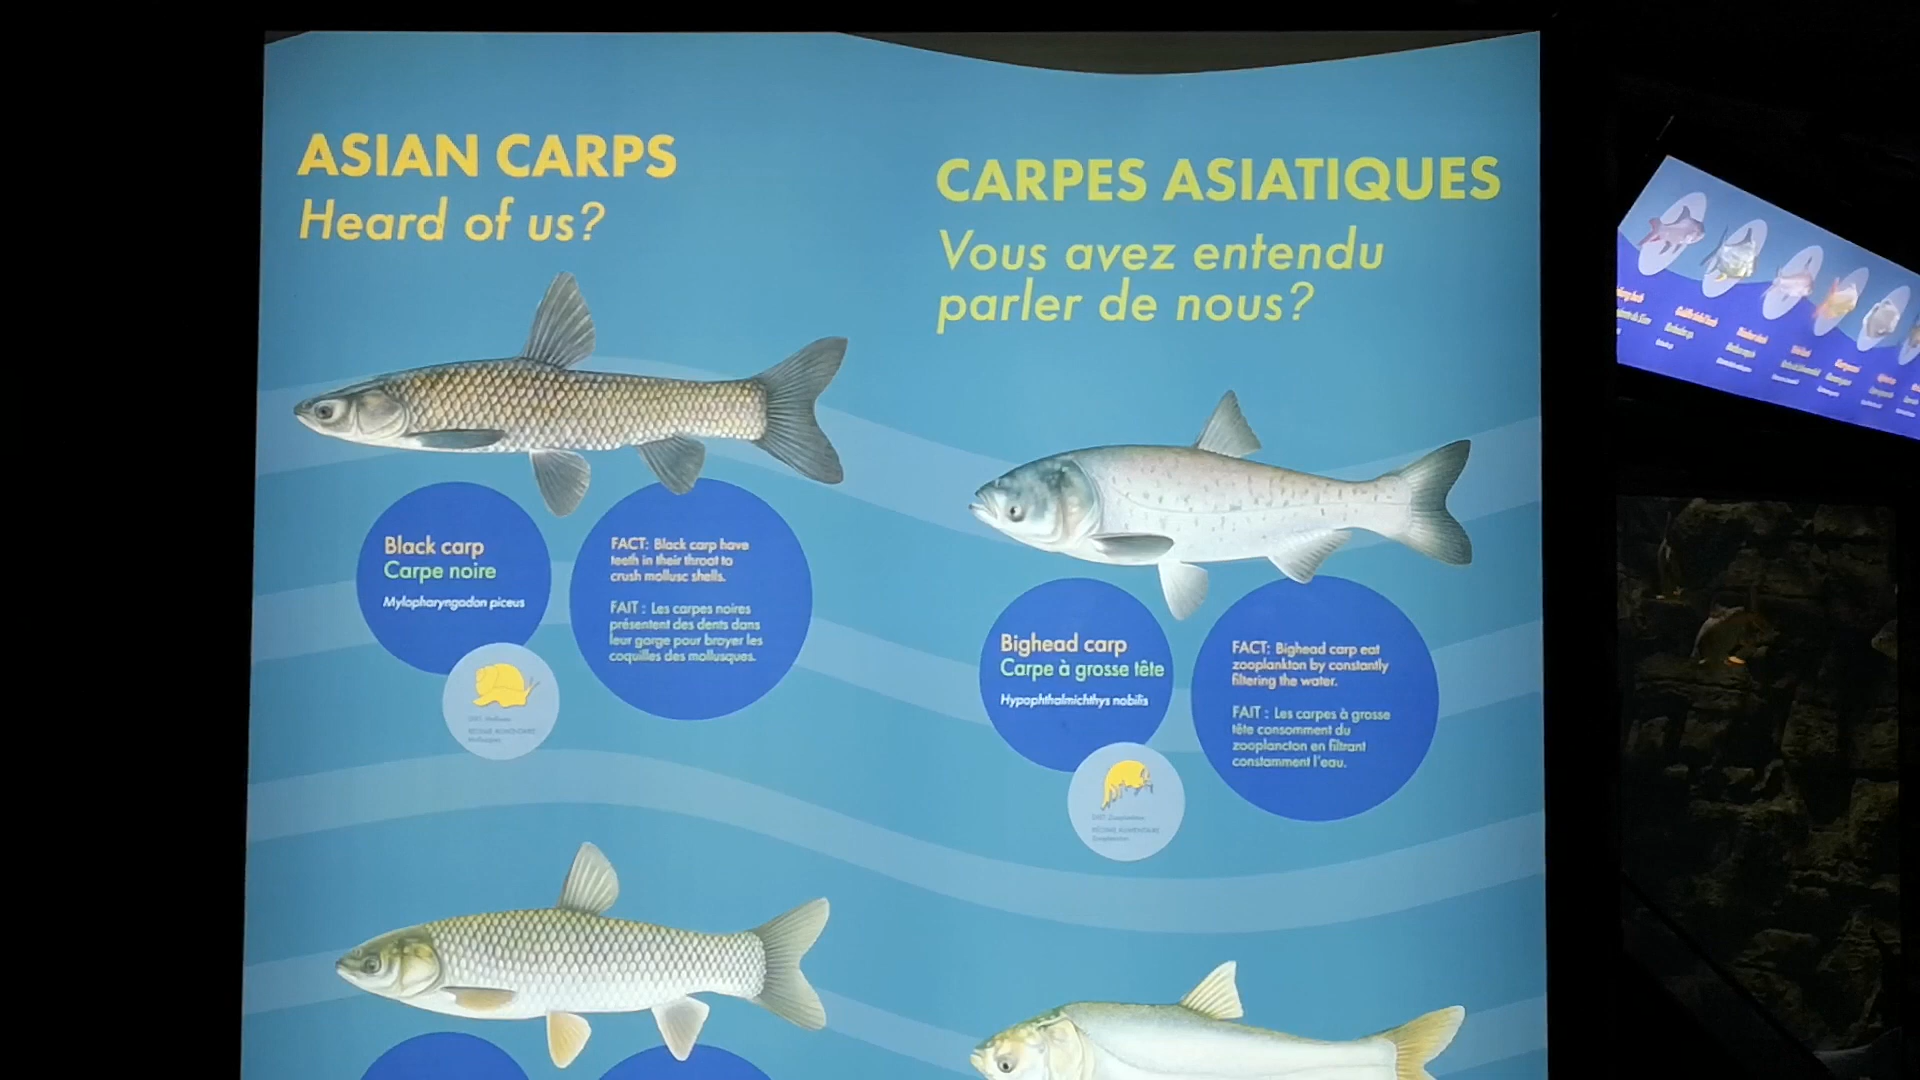 ASIAN CARPS
Heard of us?
CARPES ASIATIQUES
Vous avez entendu
parler de nous?
Black carp
Carpe noire
Mylopharyngodon piceus
FACT: Black carp have
teeth in their throat to
crush mollusc shells.
FAIT : Les carpes noires
présentent des dents dans
leur gorge pour broyer les
coquilles des mollusques.
Bighead carp
Carpe à grosse tête
Hypophthalmichthys nobilis
FACT: Bighead carp eat
zooplankton by constantly
filtering the water.
FAIT : Les carpes à grosse
tête consomment du
zooplancton en filtrant
constamment l'eau.
DIET:
RÉGIME ALIMENTAIRE